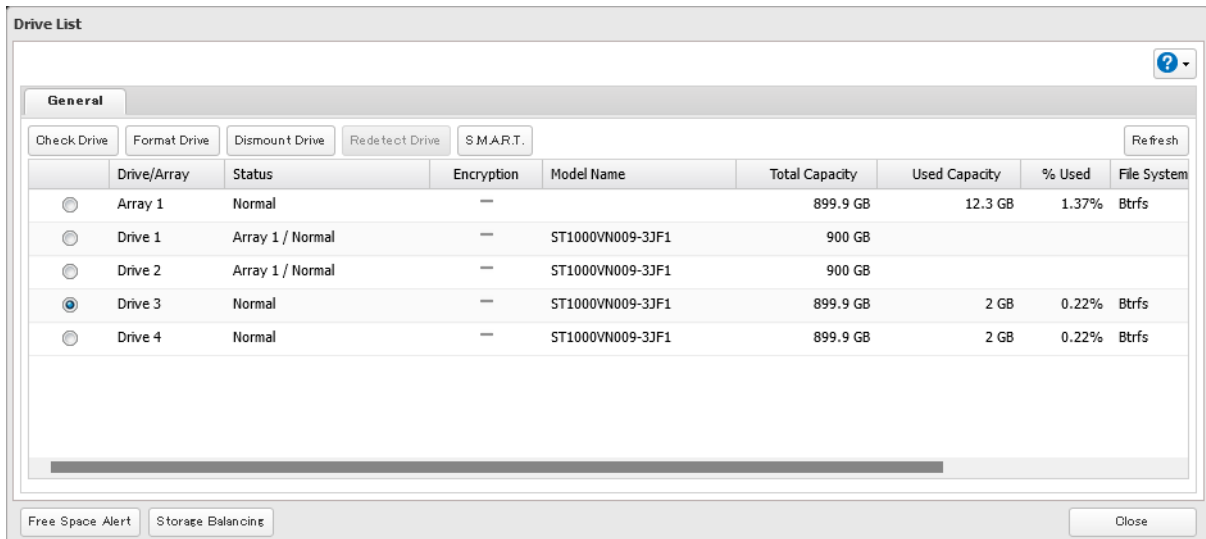 Drive List
General
Check Drive Format Drive Dismount Drive Redetect Drive S.M.A.R.T. Refresh
Drive/Array Status Encryption Model Name Total Capacity Used Capacity % Used File System
Array 1 Normal — 899.9 GB 12.3 GB 1.37% Btrfs
Drive 1 Array 1 / Normal — ST1000VN009-3JF1 900 GB
Drive 2 Array 1 / Normal — ST1000VN009-3JF1 900 GB
Drive 3 Normal — ST1000VN009-3JF1 899.9 GB 2 GB 0.22% Btrfs
Drive 4 Normal — ST1000VN009-3JF1 899.9 GB 2 GB 0.22% Btrfs
Free Space Alert Storage Balancing Close